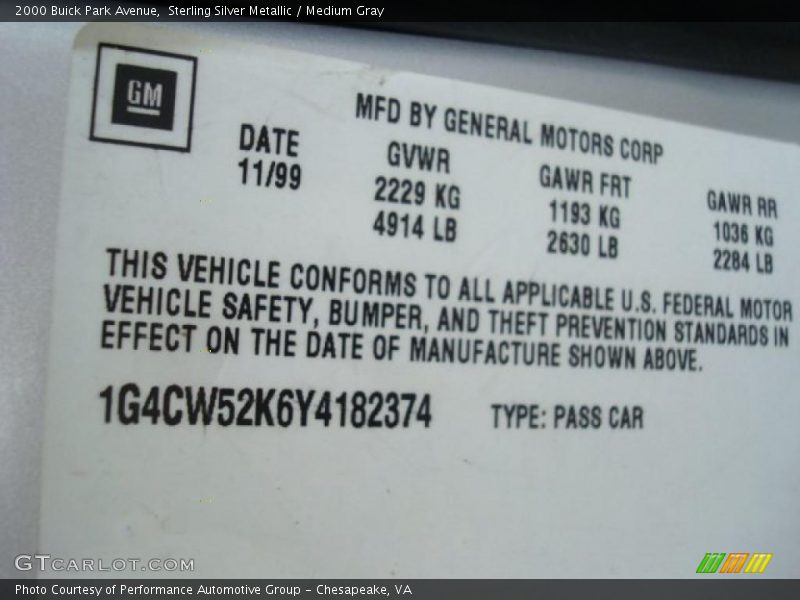 2000 Buick Park Avenue,  Sterling Silver Metallic / Medium Gray
GM
MFD BY GENERAL MOTORS CORP
DATE GVWR GAWR FRT GAWR RR
11/99 2229 KG 1193 KG 1036 KG
4914 LB 2630 LB 2284 LB
THIS VEHICLE CONFORMS TO ALL APPLICABLE U.S. FEDERAL MOTOR
VEHICLE SAFETY, BUMPER, AND THEFT PREVENTION STANDARDS IN
EFFECT ON THE DATE OF MANUFACTURE SHOWN ABOVE.
1G4CW52K6Y4182374 TYPE: PASS CAR
GTCARLOT.COM
Photo Courtesy of Performance Automotive Group - Chesapeake, VA